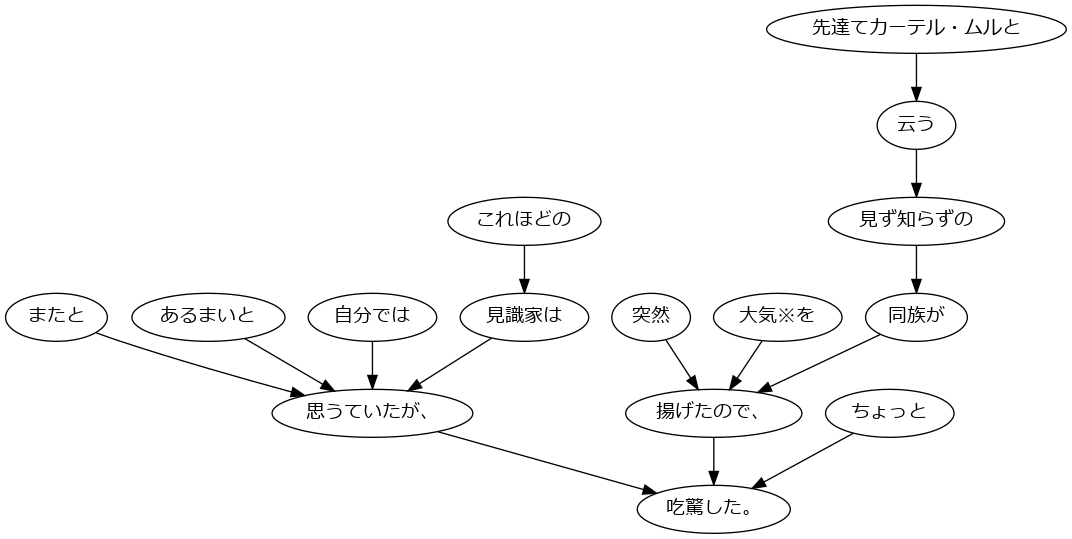 先達てカーテル・ムルと
云う
これほどの
見ず知らずの
またと
あるまいと
自分では
見識家は
突然
大気※を
同族が
思うていたが、
揚げたので、
ちょっと
吃驚した。